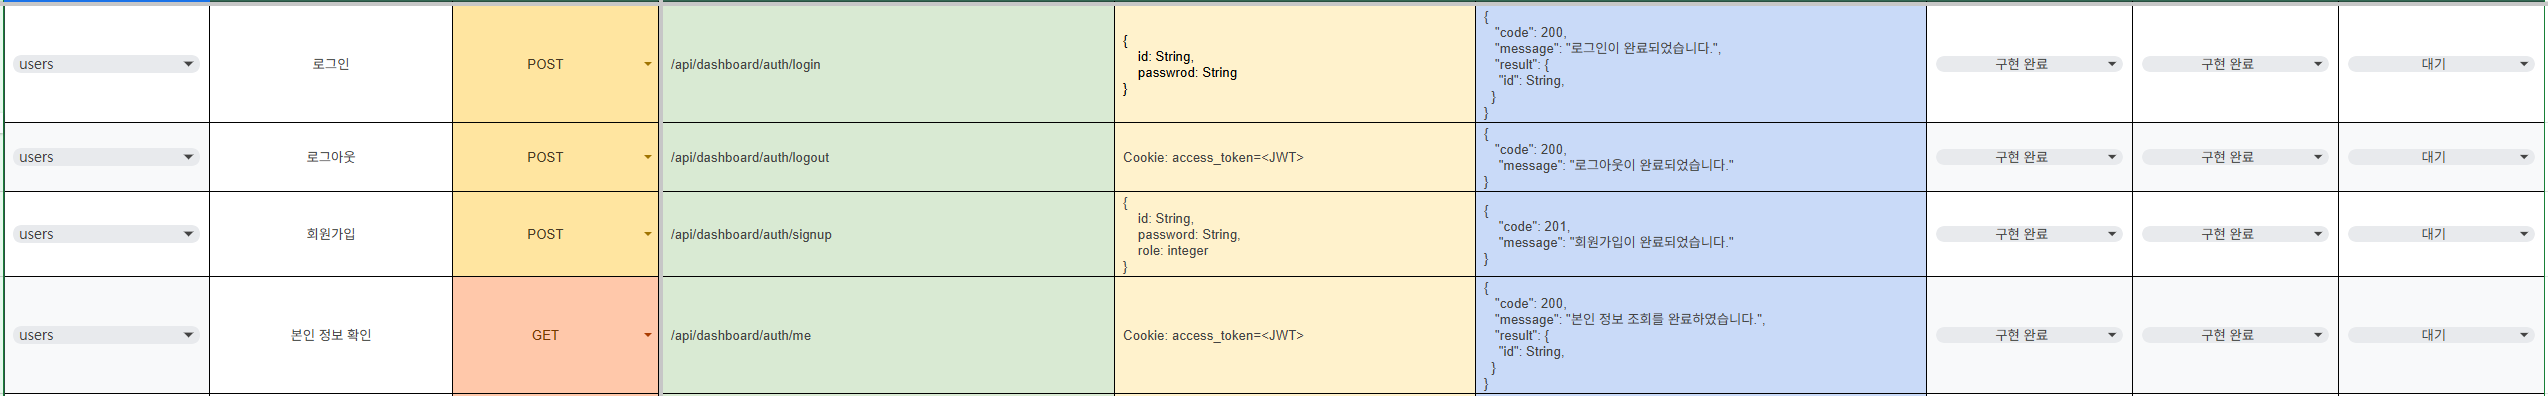 users
로그인
POST
/api/dashboard/auth/login
{
id: String,
passwrod: String
}
{
"code": 200,
"message": "로그인이 완료되었습니다.",
"result": {
"id": String,
}
}
구현 완료
구현 완료
대기
users
로그아웃
POST
/api/dashboard/auth/logout
Cookie: access_token=<JWT>
{
"code": 200,
"message": "로그아웃이 완료되었습니다."
}
구현 완료
구현 완료
대기
users
회원가입
POST
/api/dashboard/auth/signup
{
id: String,
password: String,
role: integer
}
{
"code": 201,
"message": "회원가입이 완료되었습니다."
}
구현 완료
구현 완료
대기
users
본인 정보 확인
GET
/api/dashboard/auth/me
Cookie: access_token=<JWT>
{
"code": 200,
"message": "본인 정보 조회를 완료하였습니다.",
"result": {
"id": String,
}
}
구현 완료
구현 완료
대기